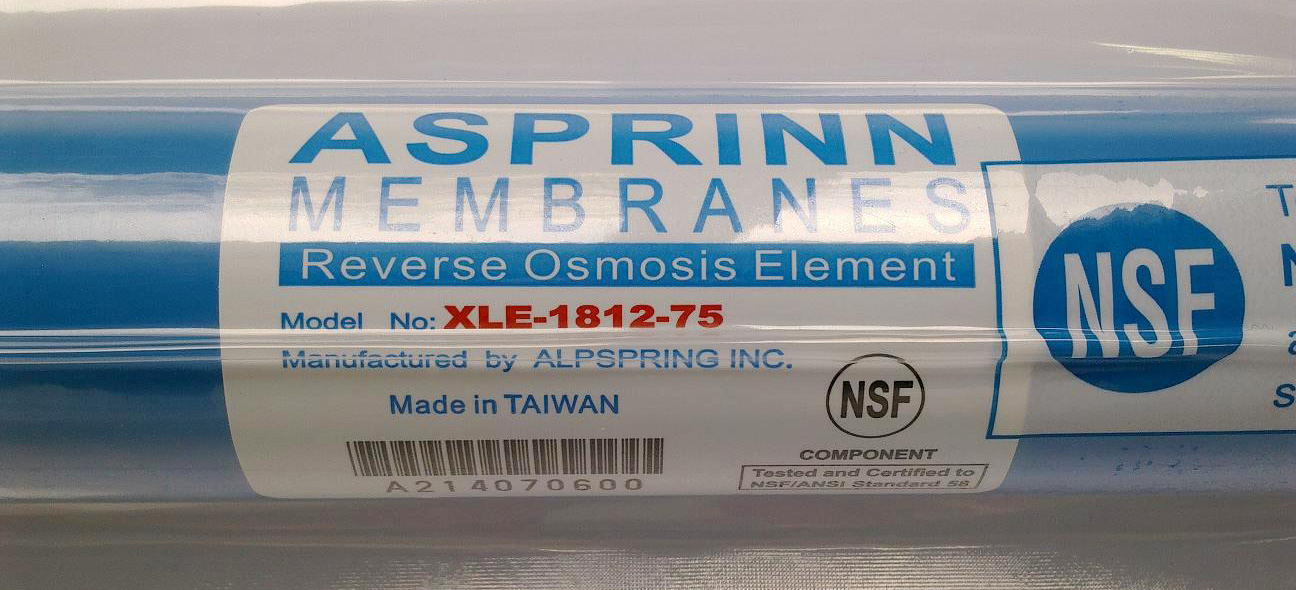 ASPRINN
MEMBRANES
Reverse Osmosis Element
Model No: XLE-1812-75
Manufactured by ALPSPRING INC.
Made in TAIWAN
A214070600
NSF
COMPONENT
Tested and Certified to
NSF/ANSI Standard 58
NSF